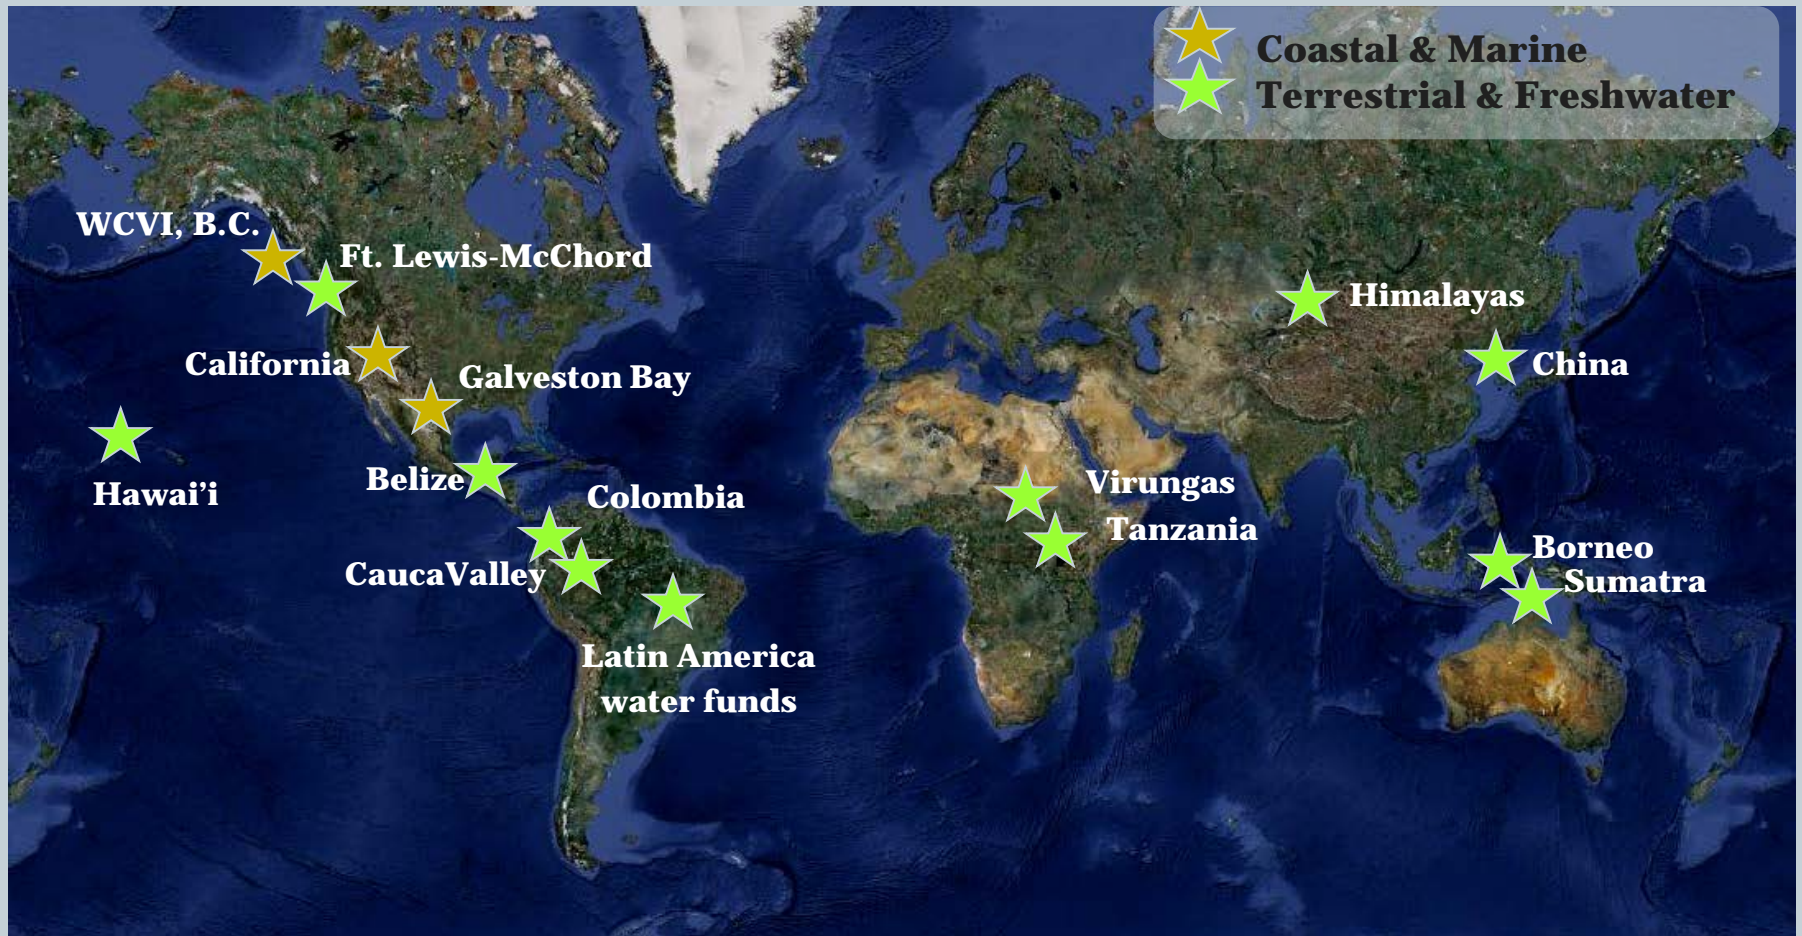 Coastal & Marine
Terrestrial & Freshwater
WCVI, B.C.
Ft. Lewis-McChord
Himalayas
California
China
Galveston Bay
Belize
Virungas
Hawai’i
Colombia
Tanzania
Borneo
CaucaValley
Sumatra
Latin America
water funds